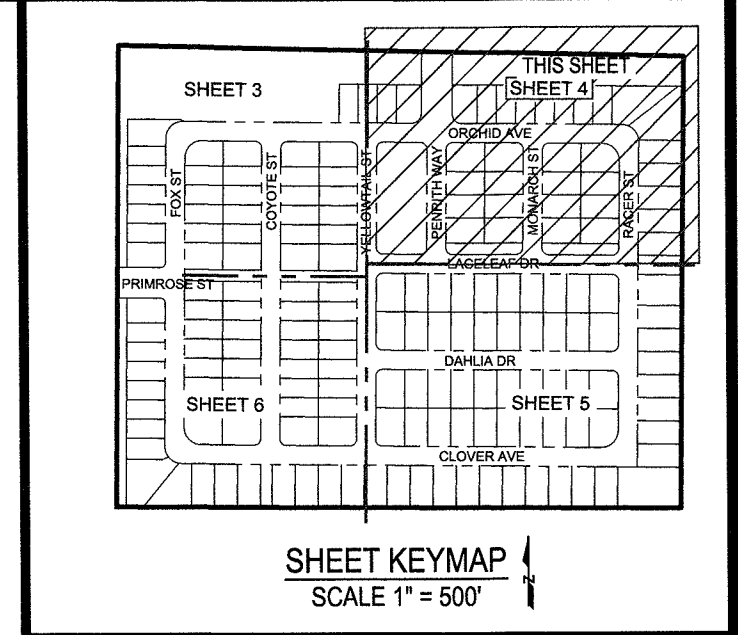 THIS SHEET
SHEET 3
SHEET 4
ORCHID AVE
FOX ST
COYOTE ST
YELLOWTAIL ST
PENRITH WAY
MONARCH ST
RACER ST
LACELEAF DR
PRIMROSE ST
DAHLIA DR
SHEET 6
SHEET 5
CLOVER AVE
SHEET KEYMAP
N
SCALE 1" = 500'